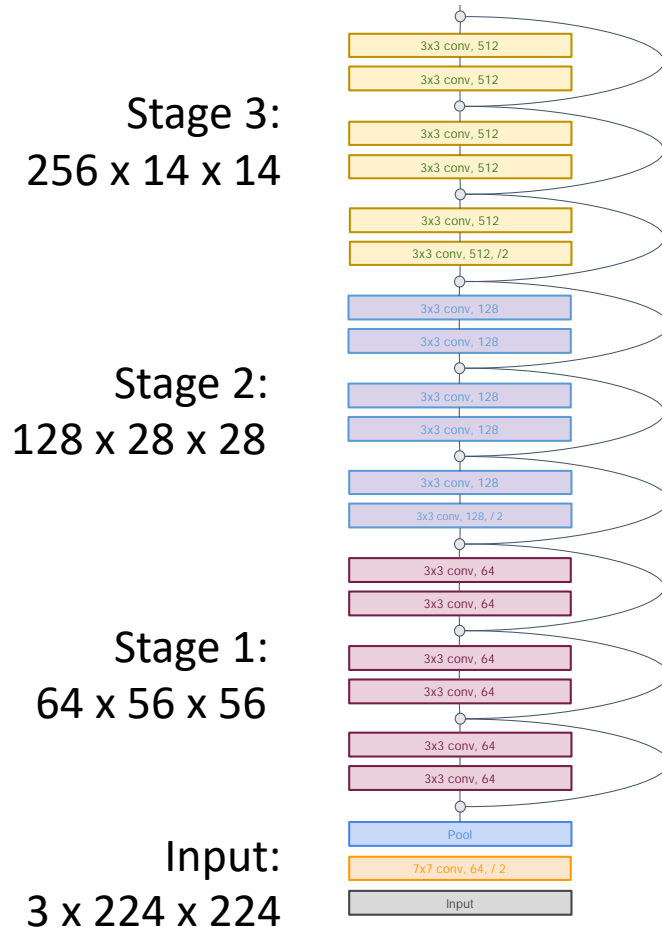 3x3 conv, 512
3x3 conv, 512
Stage 3:
256 x 14 x 14
3x3 conv, 512
3x3 conv, 512
3x3 conv, 512
3x3 conv, 512, /2
3x3 conv, 128
3x3 conv, 128
Stage 2:
128 x 28 x 28
3x3 conv, 128
3x3 conv, 128
3x3 conv, 128
3x3 conv, 128, / 2
3x3 conv, 64
3x3 conv, 64
Stage 1:
64 x 56 x 56
3x3 conv, 64
3x3 conv, 64
3x3 conv, 64
3x3 conv, 64
Input:
3 x 224 x 224
Pool
7x7 conv, 64, / 2
Input